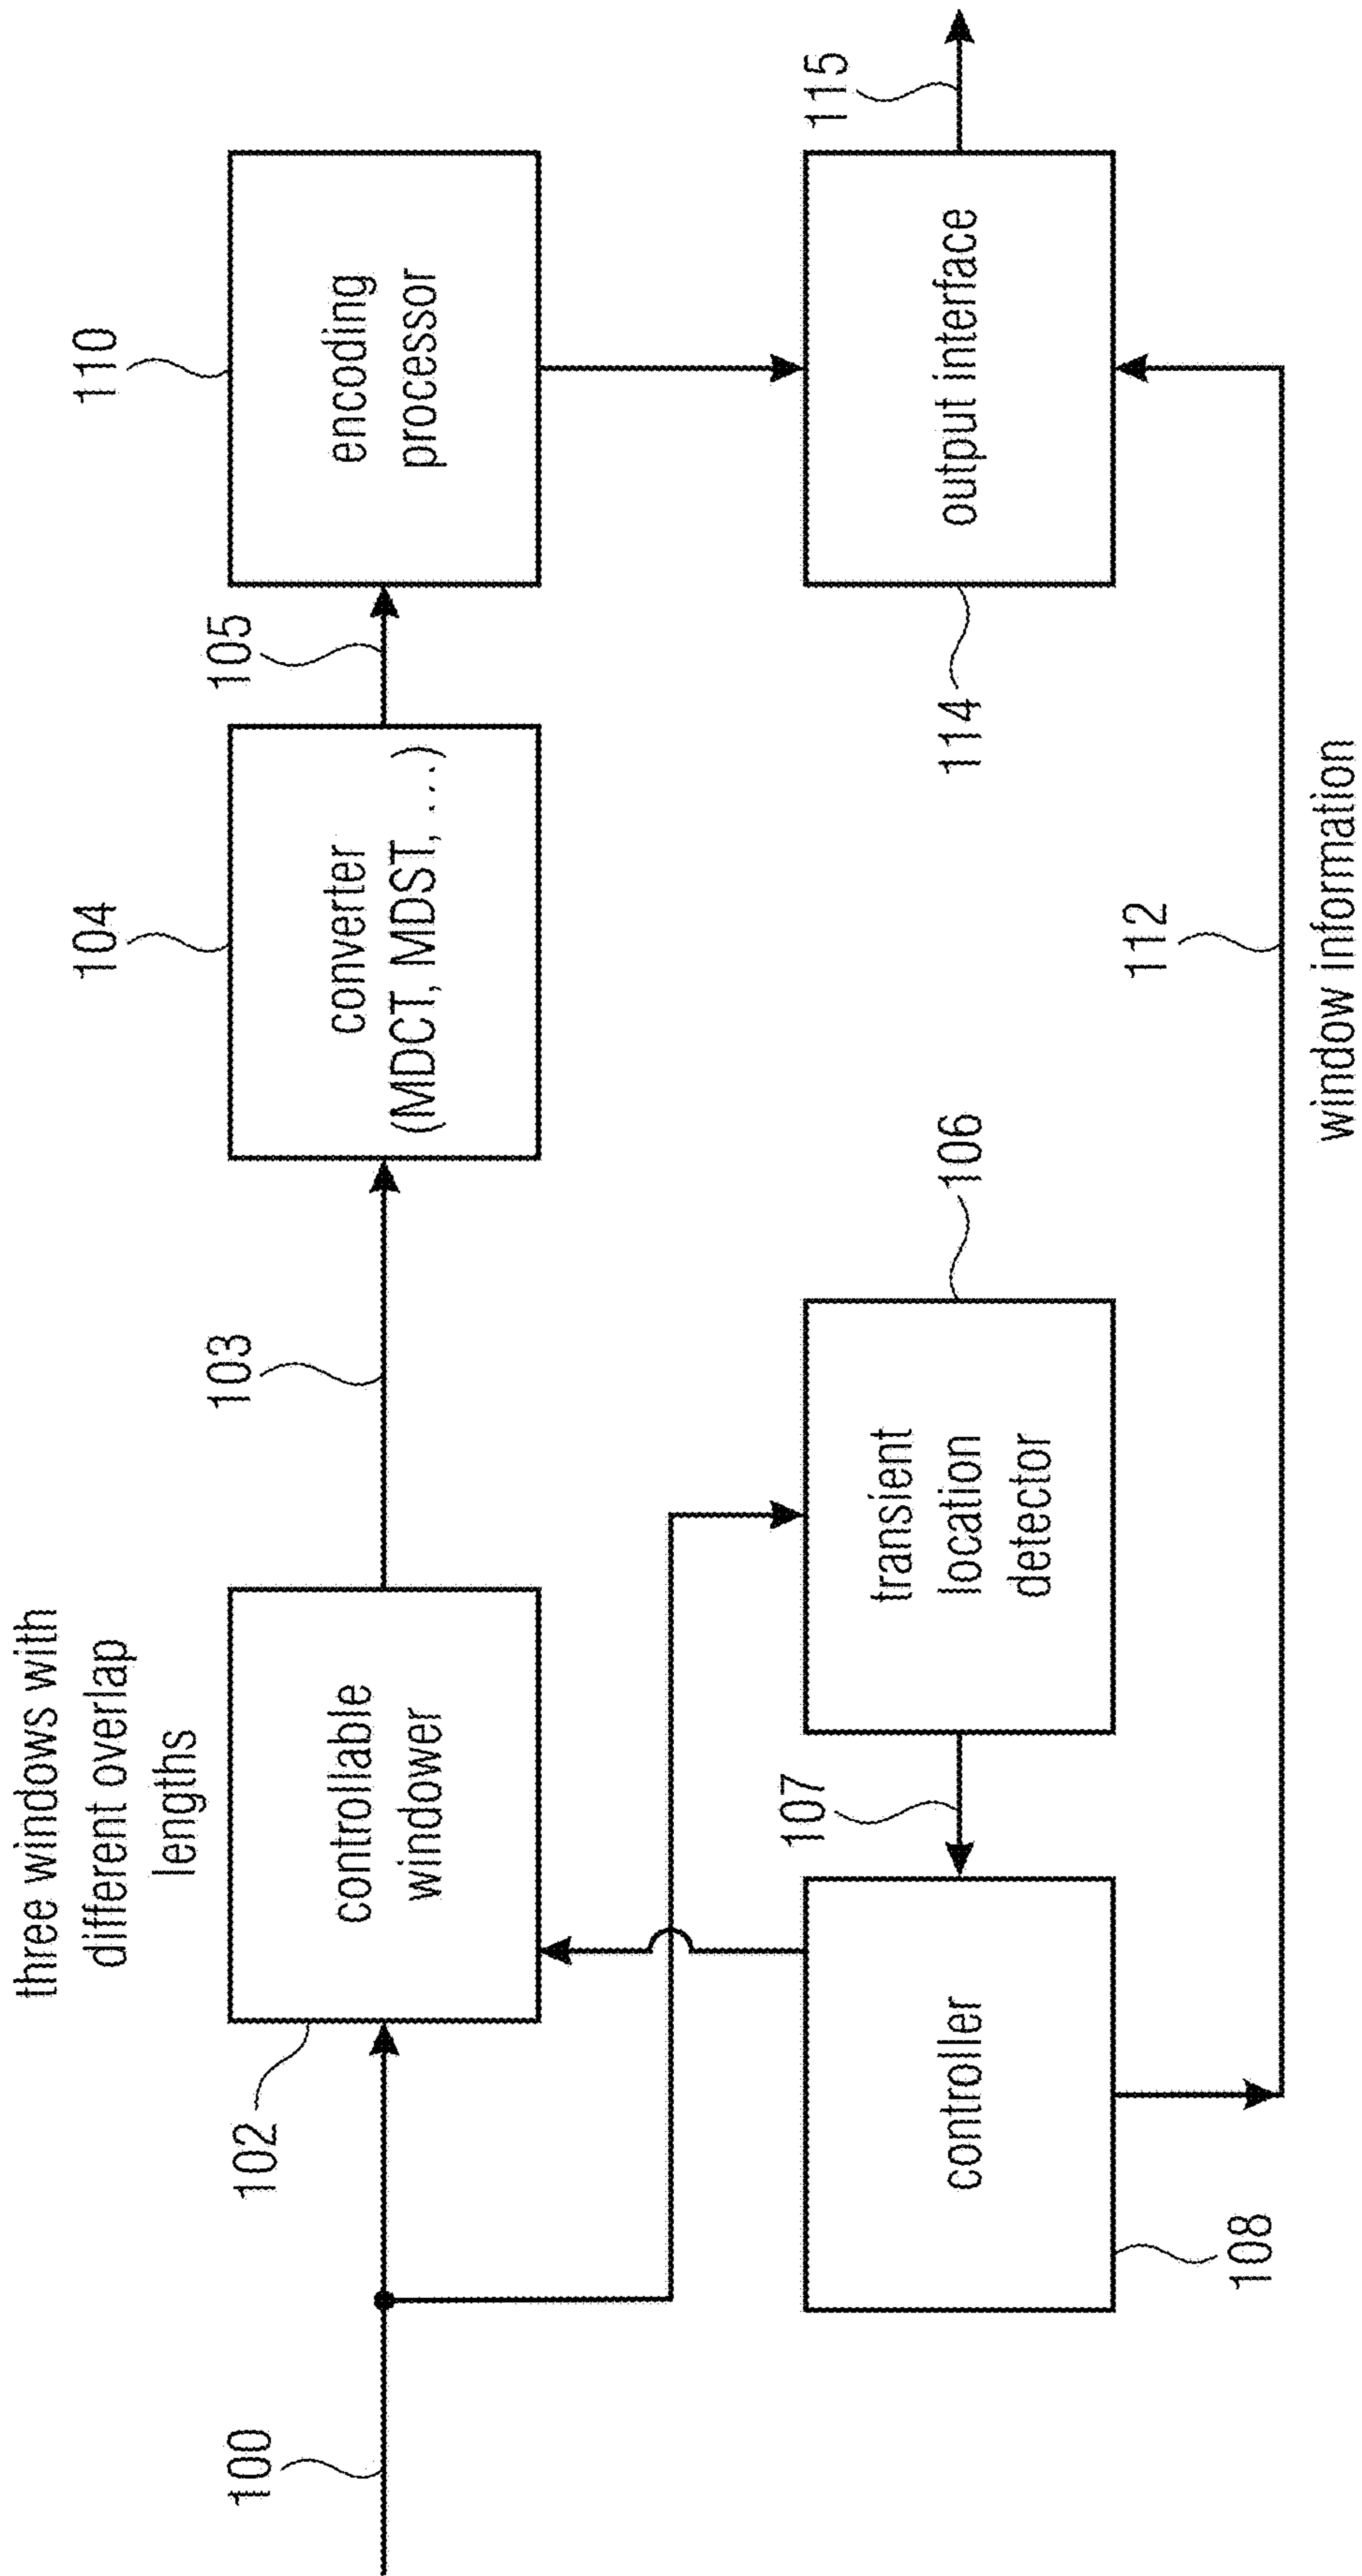 three windows with
different overlap
lengths
100
102
controllable
windower
103
104
converter
(MDCT, MDST, ...)
105
110
encoding
processor
108
controller
107
transient
location
detector
106
114
output interface
115
112
window information